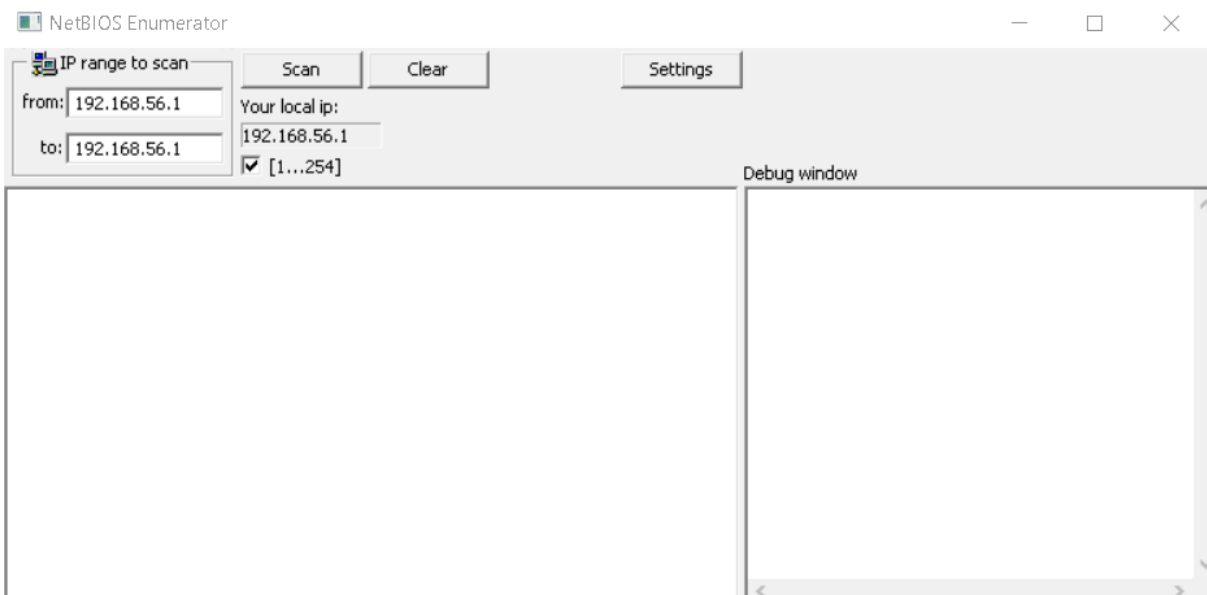 NetBIOS Enumerator
IP range to scan
Scan
Clear
Settings
from: 192.168.56.1
Your local ip:
192.168.56.1
to: 192.168.56.1
[1...254]
Debug window